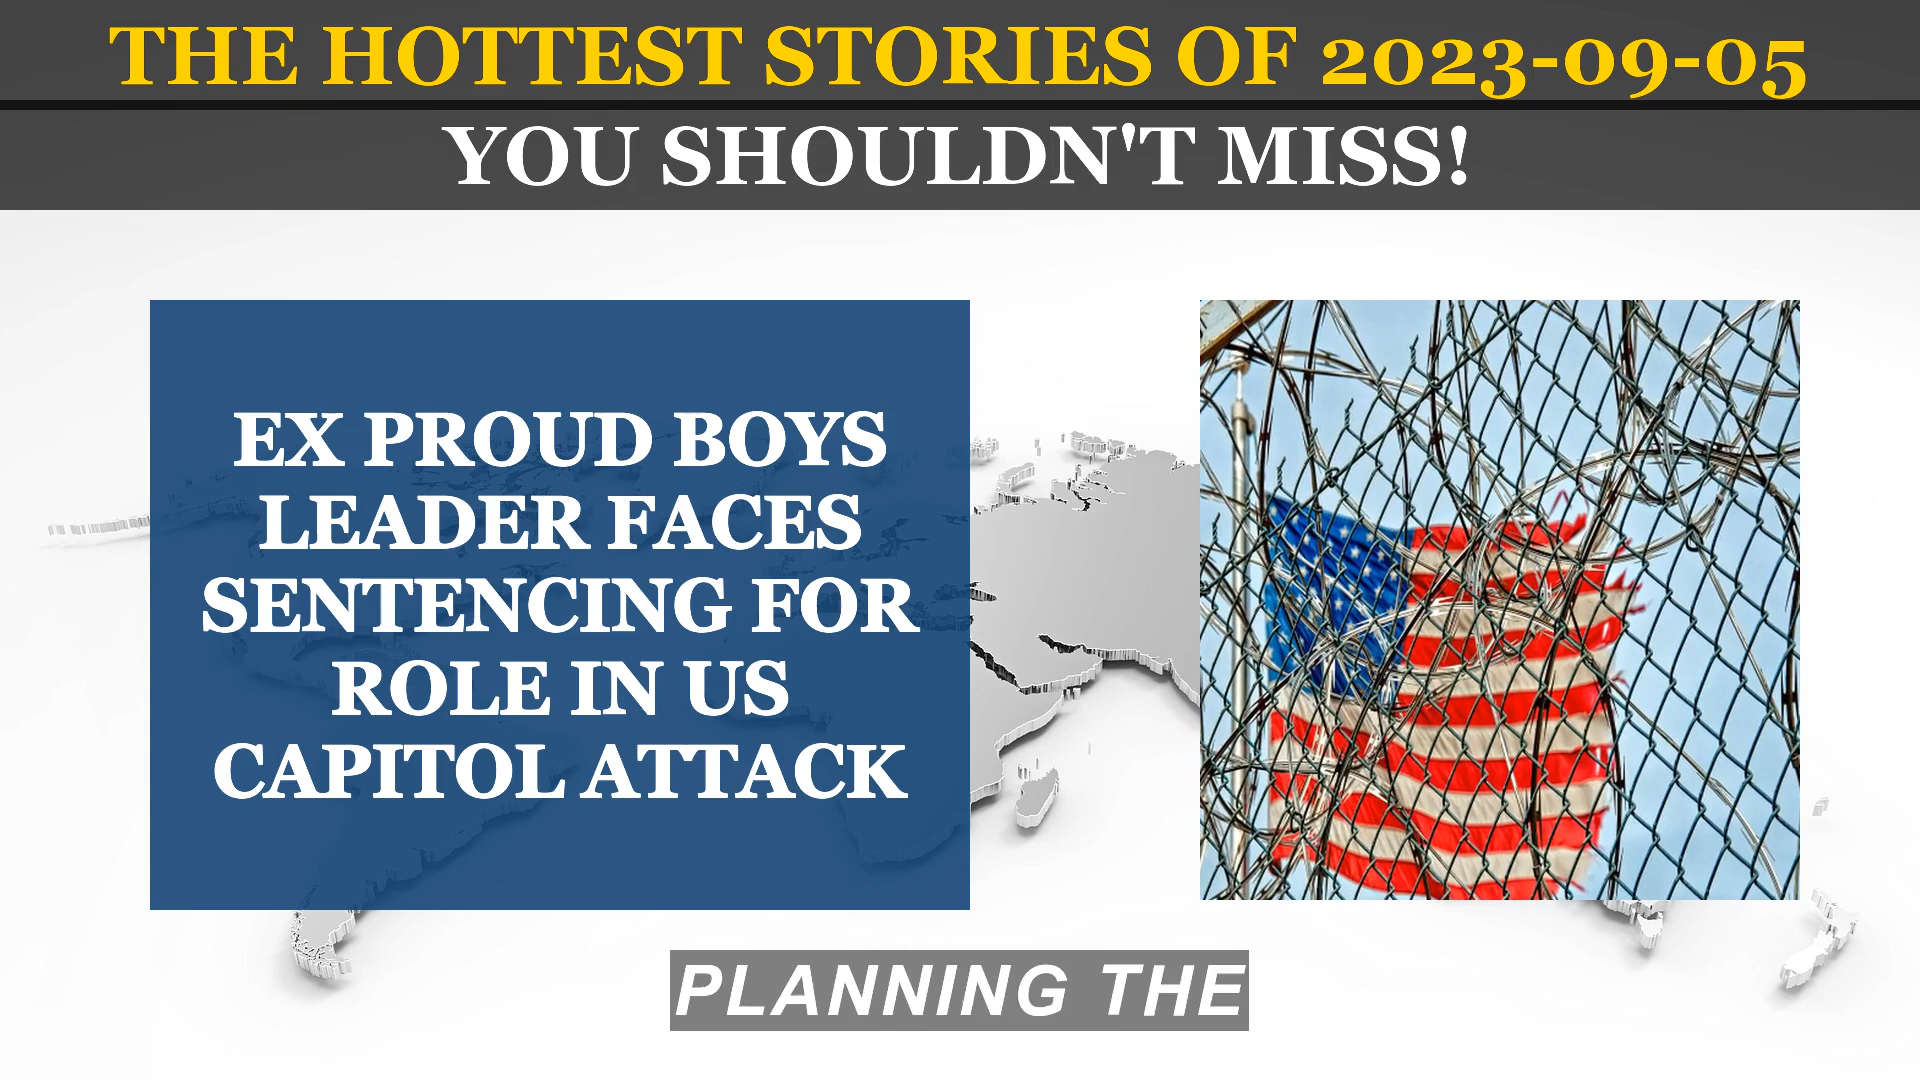 THE HOTTEST STORIES OF 2023-09-05
YOU SHOULDN'T MISS!
EX PROUD BOYS
LEADER FACES
SENTENCING FOR
ROLE IN US
CAPITOL ATTACK
PLANNING THE